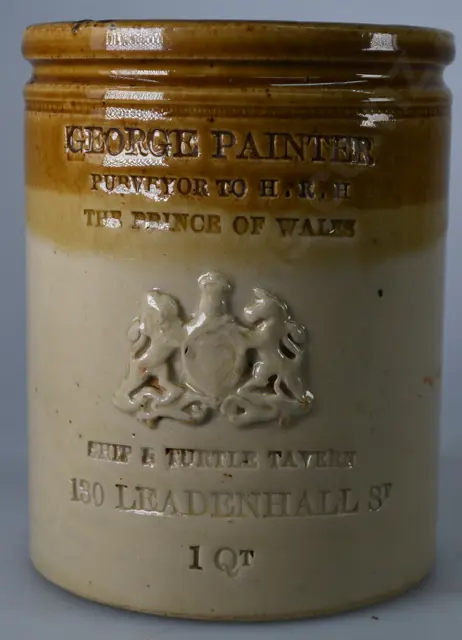 GEORGE PAINTER
PURVEYOR TO H.R.H
THE PRINCE OF WALES
SHIP & TURTLE TAVERN
130 LEADENHALL ST
1 QT